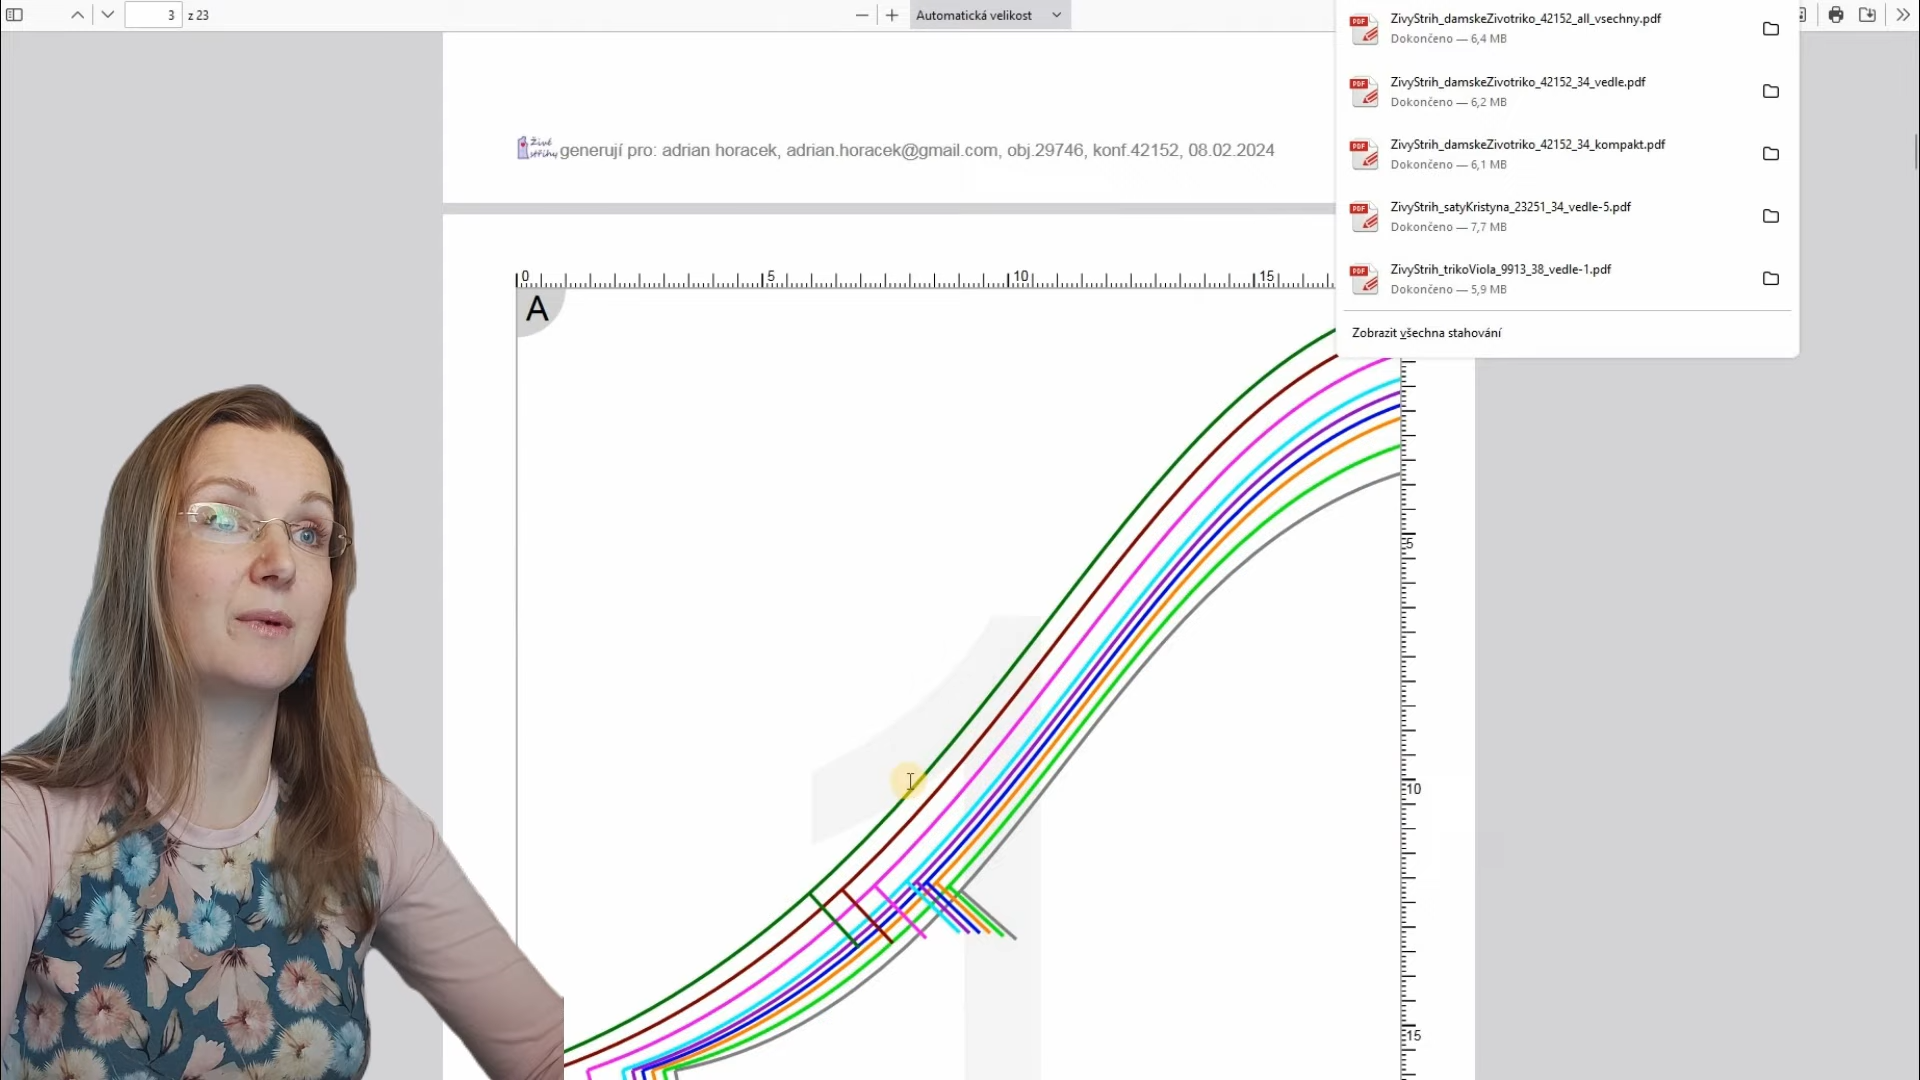 3 z 23 Automatická velikost
ZivyStrih_damskeZivotriko_42152_all_vsechny.pdf
Dokončeno — 6,4 MB
ZivyStrih_damskeZivotriko_42152_34_vedle.pdf
Dokončeno — 6,2 MB
ZivyStrih_damskeZivotriko_42152_34_kompakt.pdf
Dokončeno — 6,1 MB
ZivyStrih_satyKristyna_23251_34_vedle-5.pdf
Dokončeno — 7,7 MB
ZivyStrih_trikoViola_9913_38_vedle-1.pdf
Dokončeno — 5,9 MB
Zobrazit všechna stahování
Živé střihy generují pro: adrian horacek, adrian.horacek@gmail.com, obj.29746, konf.42152, 08.02.2024
0 5 10 15
A
5
10
15
1